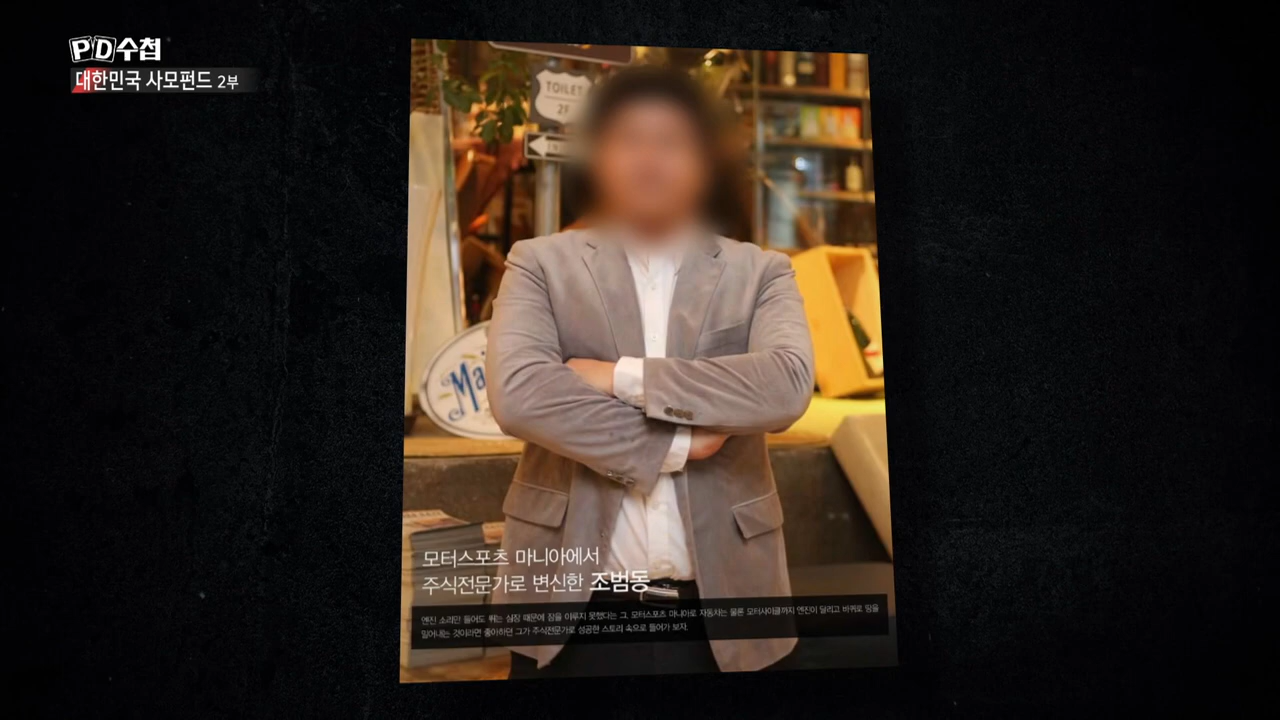 PD수첩
대한민국 사모펀드 2부
TOILET
2F
Ma
모터스포츠 마니아에서
주식전문가로 변신한 조범동
엔진 소리만 들어도 뛰는 심장 때문에 잠을 이루지 못했다는 그. 모터스포츠 마니아로 자동차는 물론 모터사이클까지 엔진이 달리고 바퀴로 땅을
밀어내는 것이라면 좋아하던 그가 주식전문가로 성공한 스토리 속으로 들어가 보자.